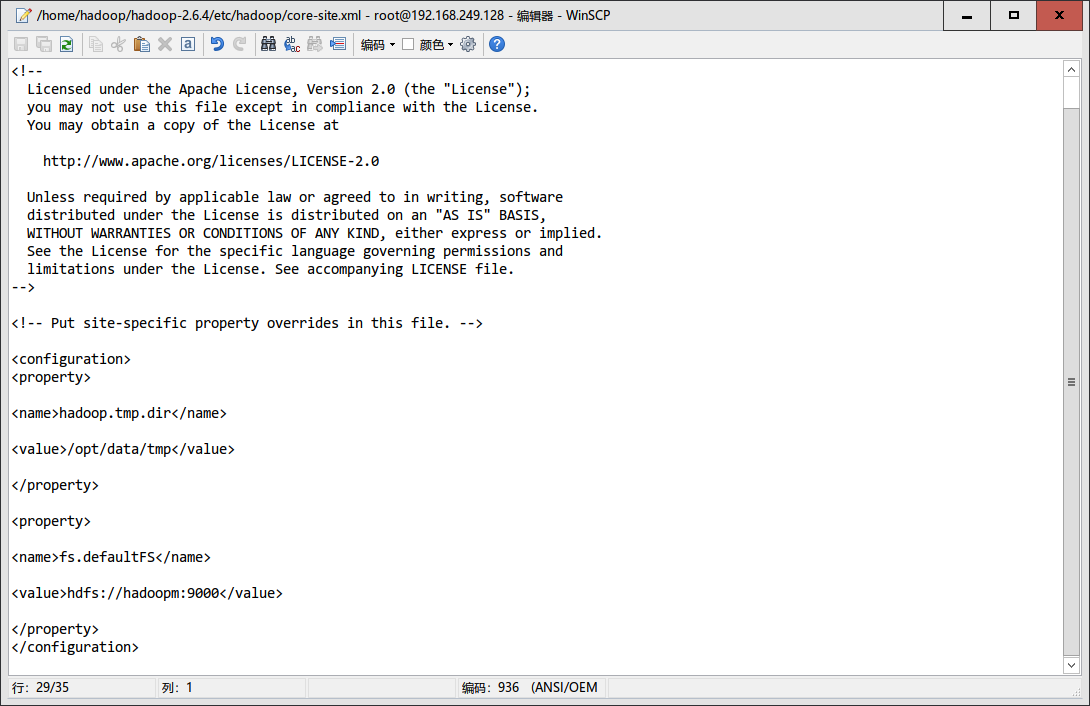 /home/hadoop/hadoop-2.6.4/etc/hadoop/core-site.xml - root@192.168.249.128 - 编辑器 - WinSCP
编码 颜色
<!--
Licensed under the Apache License, Version 2.0 (the "License");
you may not use this file except in compliance with the License.
You may obtain a copy of the License at
http://www.apache.org/licenses/LICENSE-2.0
Unless required by applicable law or agreed to in writing, software
distributed under the License is distributed on an "AS IS" BASIS,
WITHOUT WARRANTIES OR CONDITIONS OF ANY KIND, either express or implied.
See the License for the specific language governing permissions and
limitations under the License. See accompanying LICENSE file.
-->
<!-- Put site-specific property overrides in this file. -->
<configuration>
<property>
<name>hadoop.tmp.dir</name>
<value>/opt/data/tmp</value>
</property>
<property>
<name>fs.defaultFS</name>
<value>hdfs://hadoopm:9000</value>
</property>
</configuration>
行: 29/35 列: 1 编码: 936 (ANSI/OEM